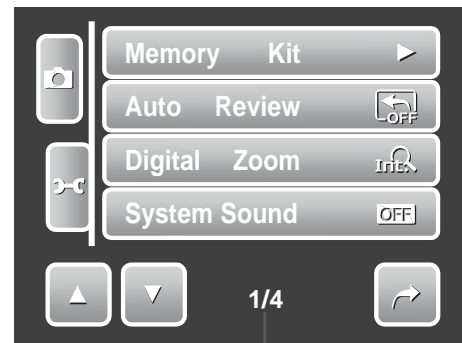 Memory Kit
Auto Review OFF
Digital Zoom Int.
System Sound OFF
1/4